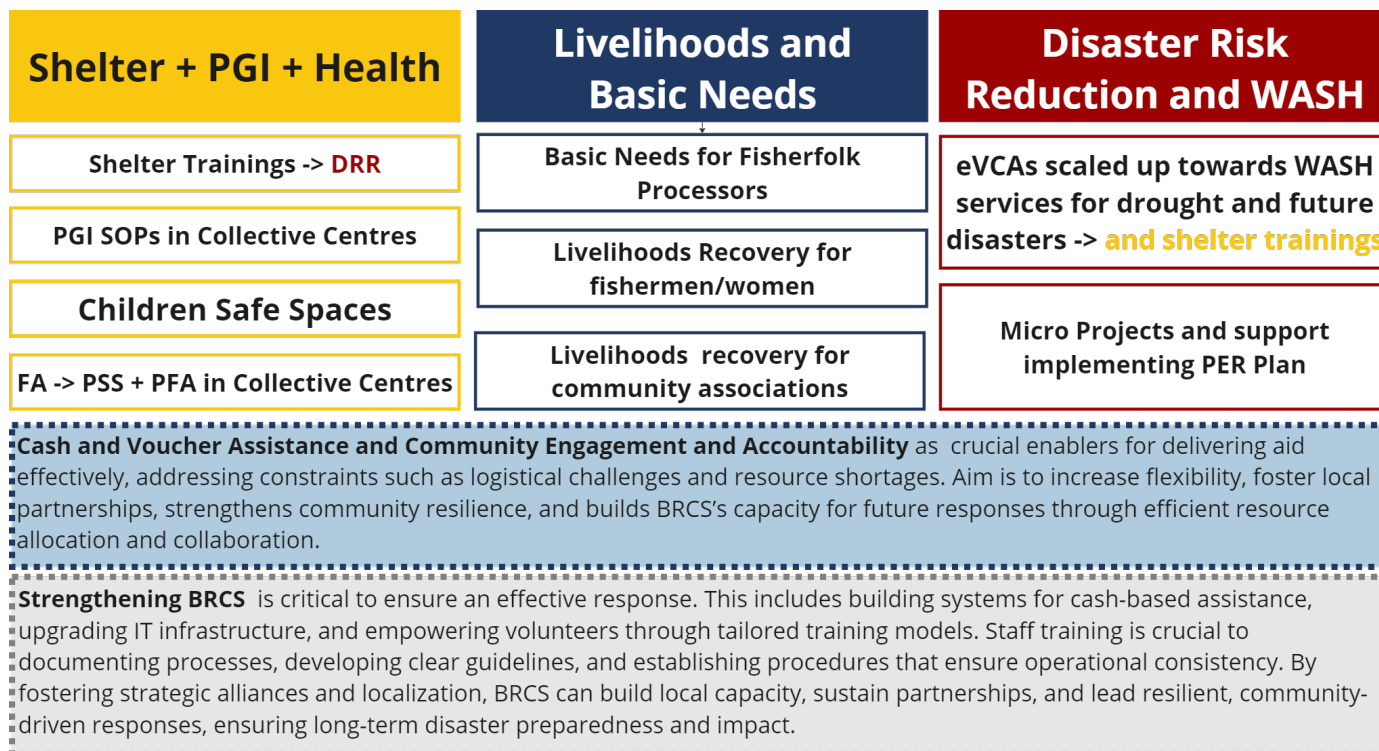 Shelter + PGI + Health
Shelter Trainings -> DRR
PGI SOPs in Collective Centres
Children Safe Spaces
FA -> PSS + PFA in Collective Centres
Livelihoods and
Basic Needs
Basic Needs for Fisherfolk
Processors
Livelihoods Recovery for
fishermen/women
Livelihoods recovery for
community associations
Disaster Risk
Reduction and WASH
eVCAs scaled up towards WASH
services for drought and future
disasters -> and shelter trainings
Micro Projects and support
implementing PER Plan
Cash and Voucher Assistance and Community Engagement and Accountability as crucial enablers for delivering aid
effectively, addressing constraints such as logistical challenges and resource shortages. Aim is to increase flexibility, foster local
partnerships, strengthens community resilience, and builds BRCS’s capacity for future responses through efficient resource
allocation and collaboration.
Strengthening BRCS is critical to ensure an effective response. This includes building systems for cash-based assistance,
upgrading IT infrastructure, and empowering volunteers through tailored training models. Staff training is crucial to
documenting processes, developing clear guidelines, and establishing procedures that ensure operational consistency. By
fostering strategic alliances and localization, BRCS can build local capacity, sustain partnerships, and lead resilient, community-
driven responses, ensuring long-term disaster preparedness and impact.